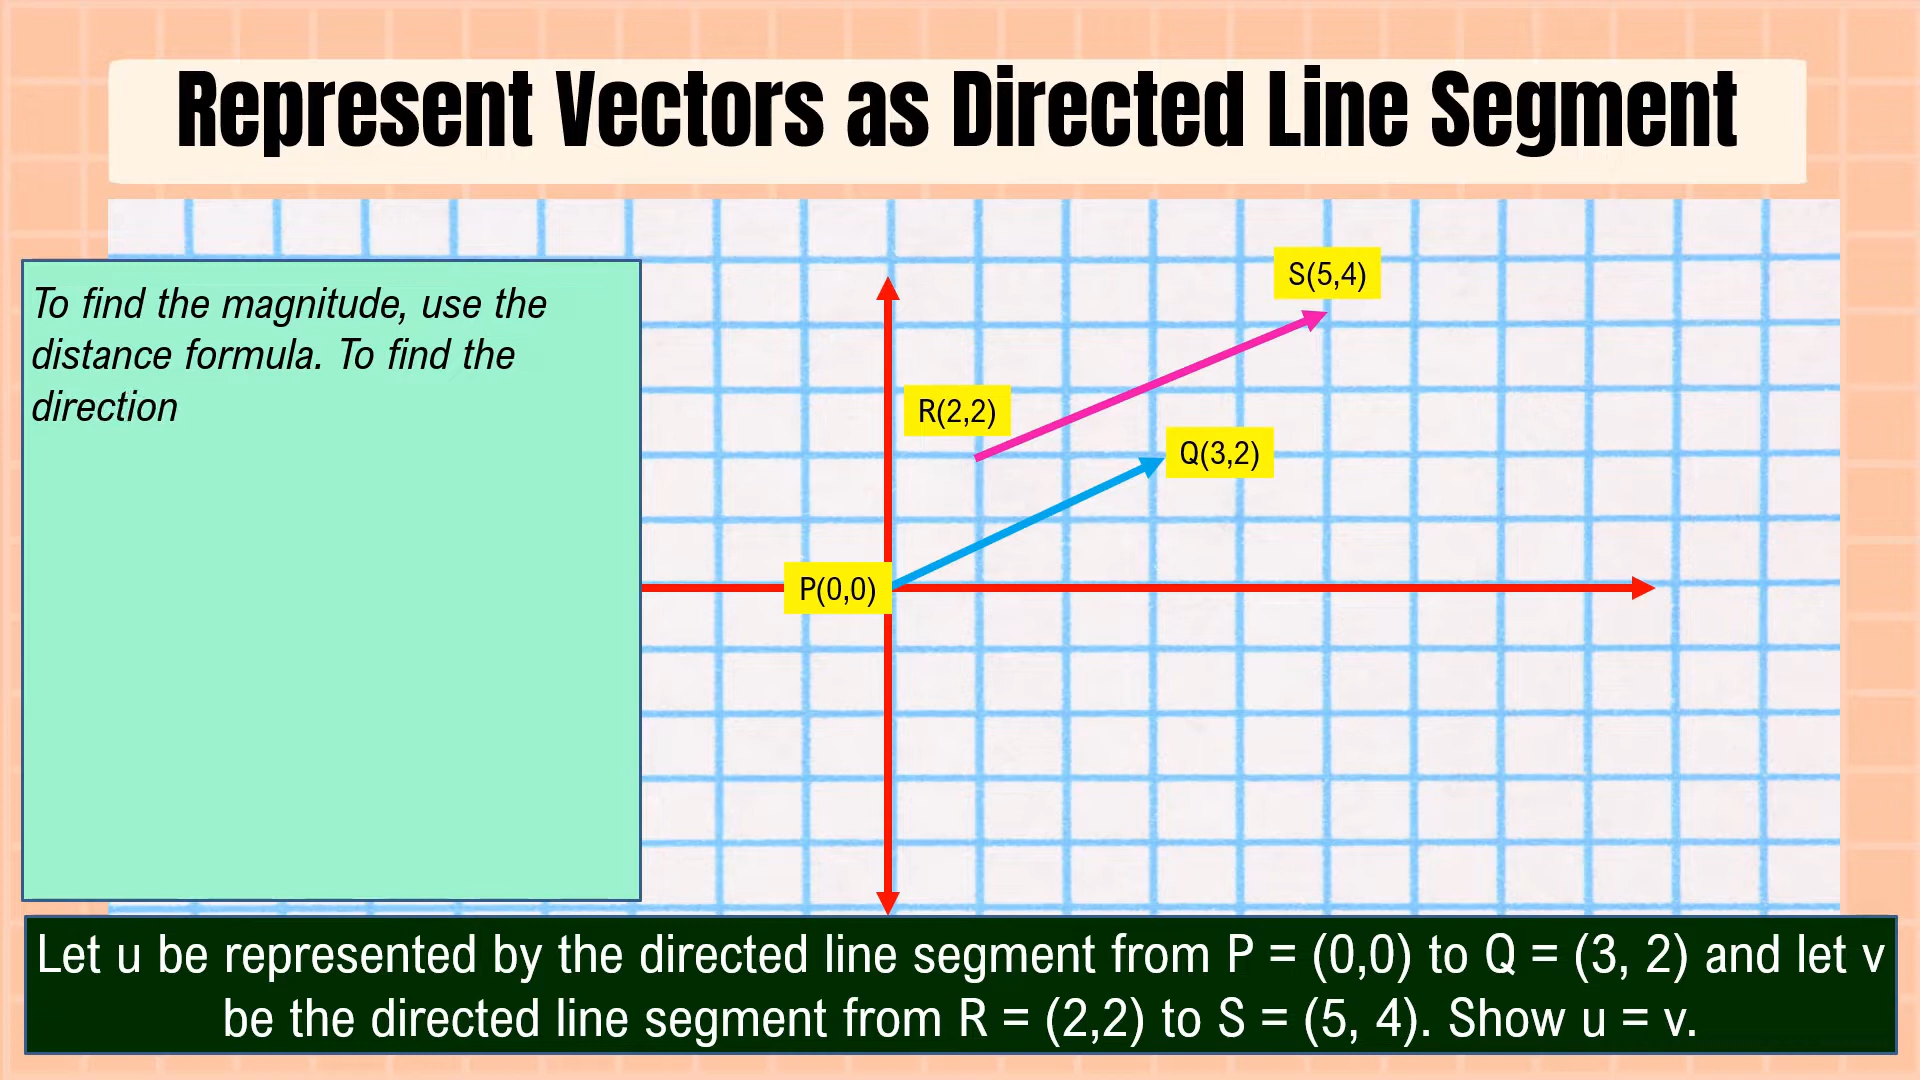 Represent Vectors as Directed Line Segment
To find the magnitude, use the
distance formula. To find the
direction
S(5,4)
R(2,2)
Q(3,2)
P(0,0)
Let u be represented by the directed line segment from P = (0,0) to Q = (3, 2) and let v
be the directed line segment from R = (2,2) to S = (5, 4). Show u = v.